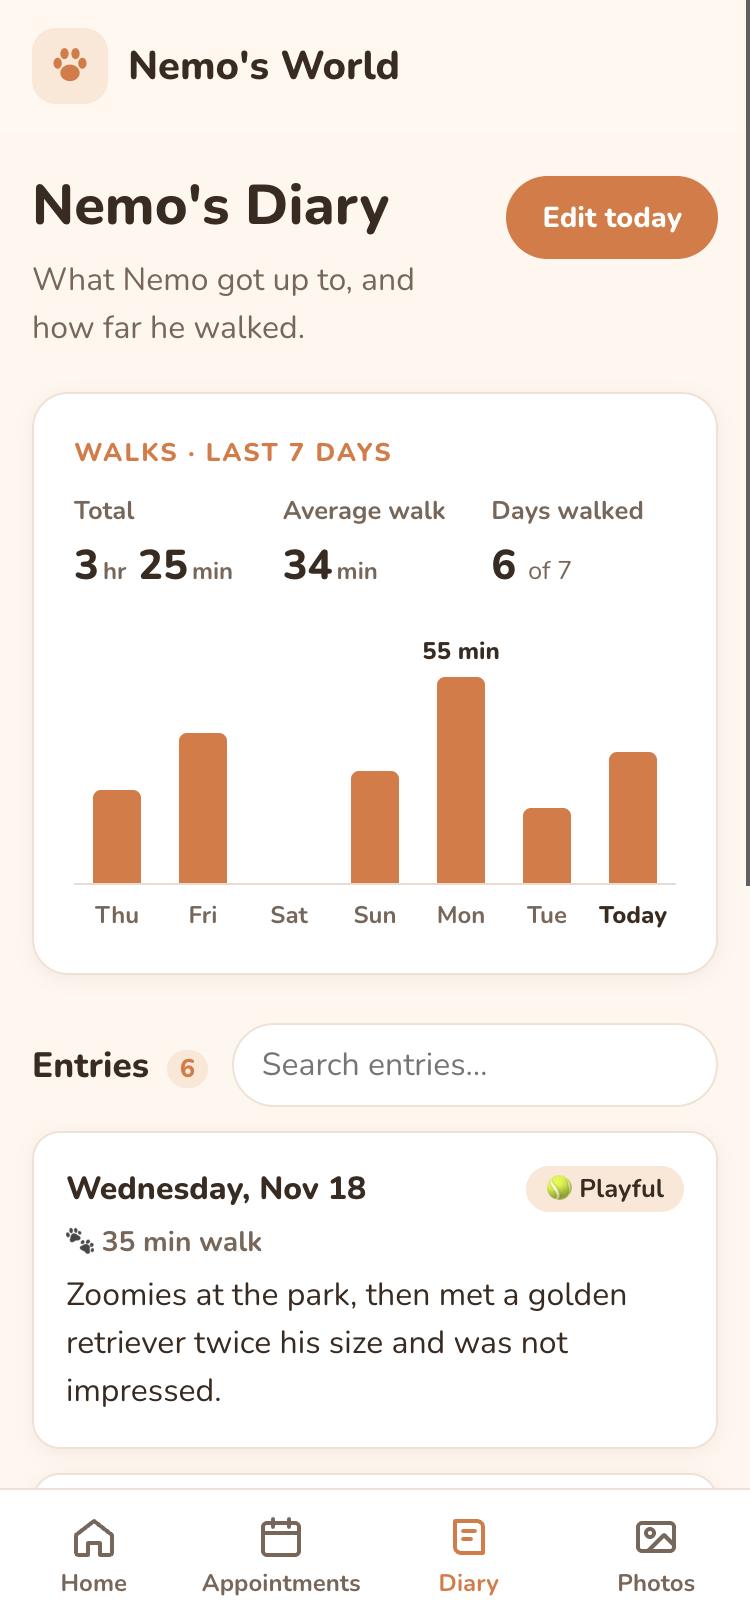 Nemo's World
Nemo's Diary
Edit today
What Nemo got up to, and
how far he walked.
WALKS · LAST 7 DAYS
Total
Average walk
Days walked
3 hr 25 min
34 min
6 of 7
55 min
Thu
Fri
Sat
Sun
Mon
Tue
Today
Entries 6
Search entries...
Wednesday, Nov 18
Playful
35 min walk
Zoomies at the park, then met a golden
retriever twice his size and was not
impressed.
Home
Appointments
Diary
Photos